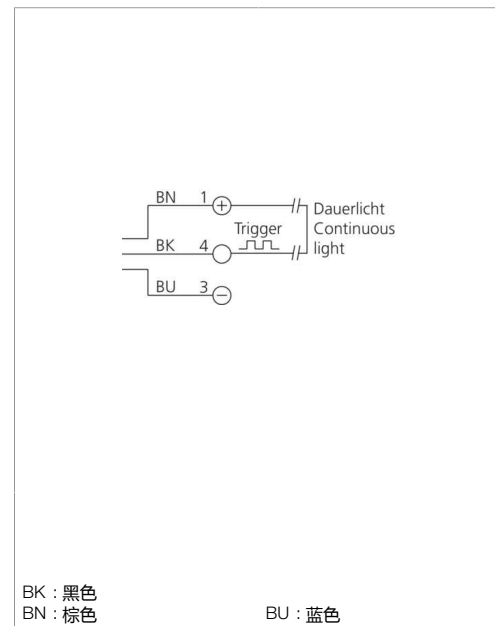 BN 1 +
Dauerlicht
Trigger
Continuous
BK 4
light
BU 3 −
BK : 黑色
BN : 棕色 BU : 蓝色